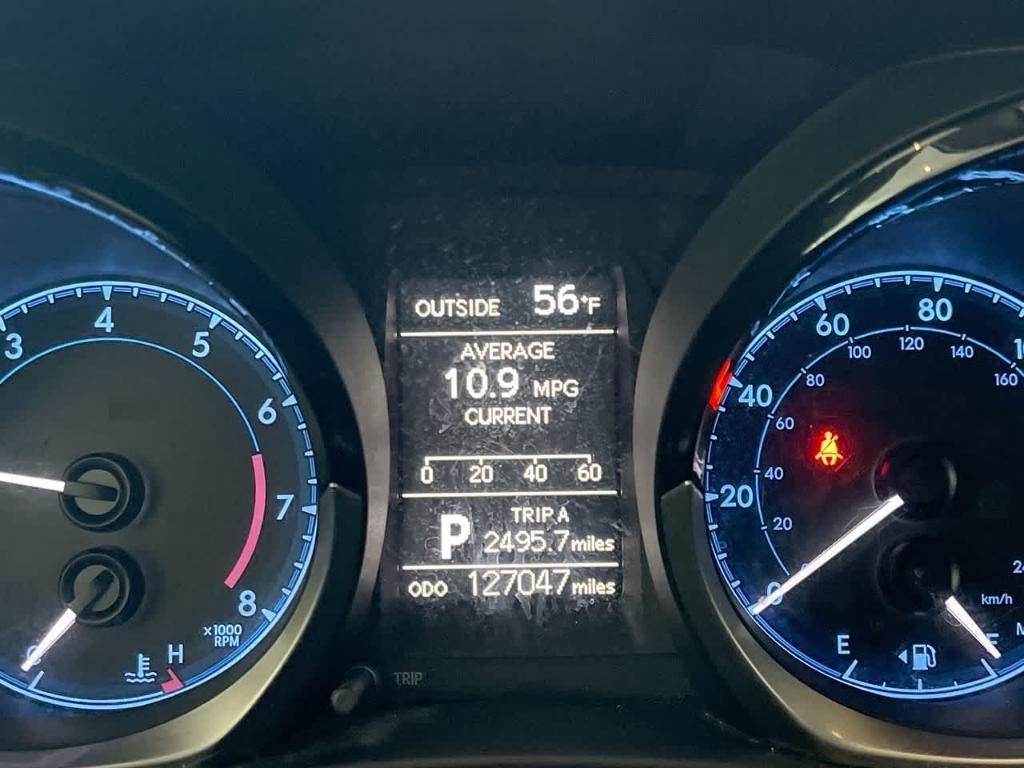 OUTSIDE 56°F
AVERAGE
10.9 MPG
CURRENT
0 20 40 60
P TRIP A
2495.7 miles
ODO 127047 miles
3 4 5 6 7 8
x1000
RPM
H
TRIP
0 20 40 60 80
20 40 60 80 100 120 140 160
km/h
E F